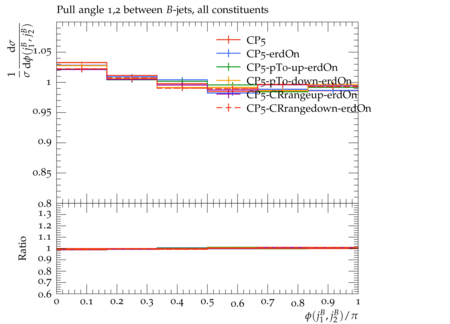 Pull angle 1,2 between B-jets, all constituents
1/σ dσ/dϕ(j₁ᴮ, j₂ᴮ)
CP5
CP5-erdOn
CP5-pTo-up-erdOn
CP5-pTo-down-erdOn
CP5-CRrangeup-erdOn
CP5-CRrangedown-erdOn
1.05
1
0.95
0.9
0.85
0.8
Ratio
1.3
1.2
1.1
1
0.9
0.8
0.7
0.6
0 0.1 0.2 0.3 0.4 0.5 0.6 0.7 0.8 0.9 1
ϕ(j₁ᴮ, j₂ᴮ)/π